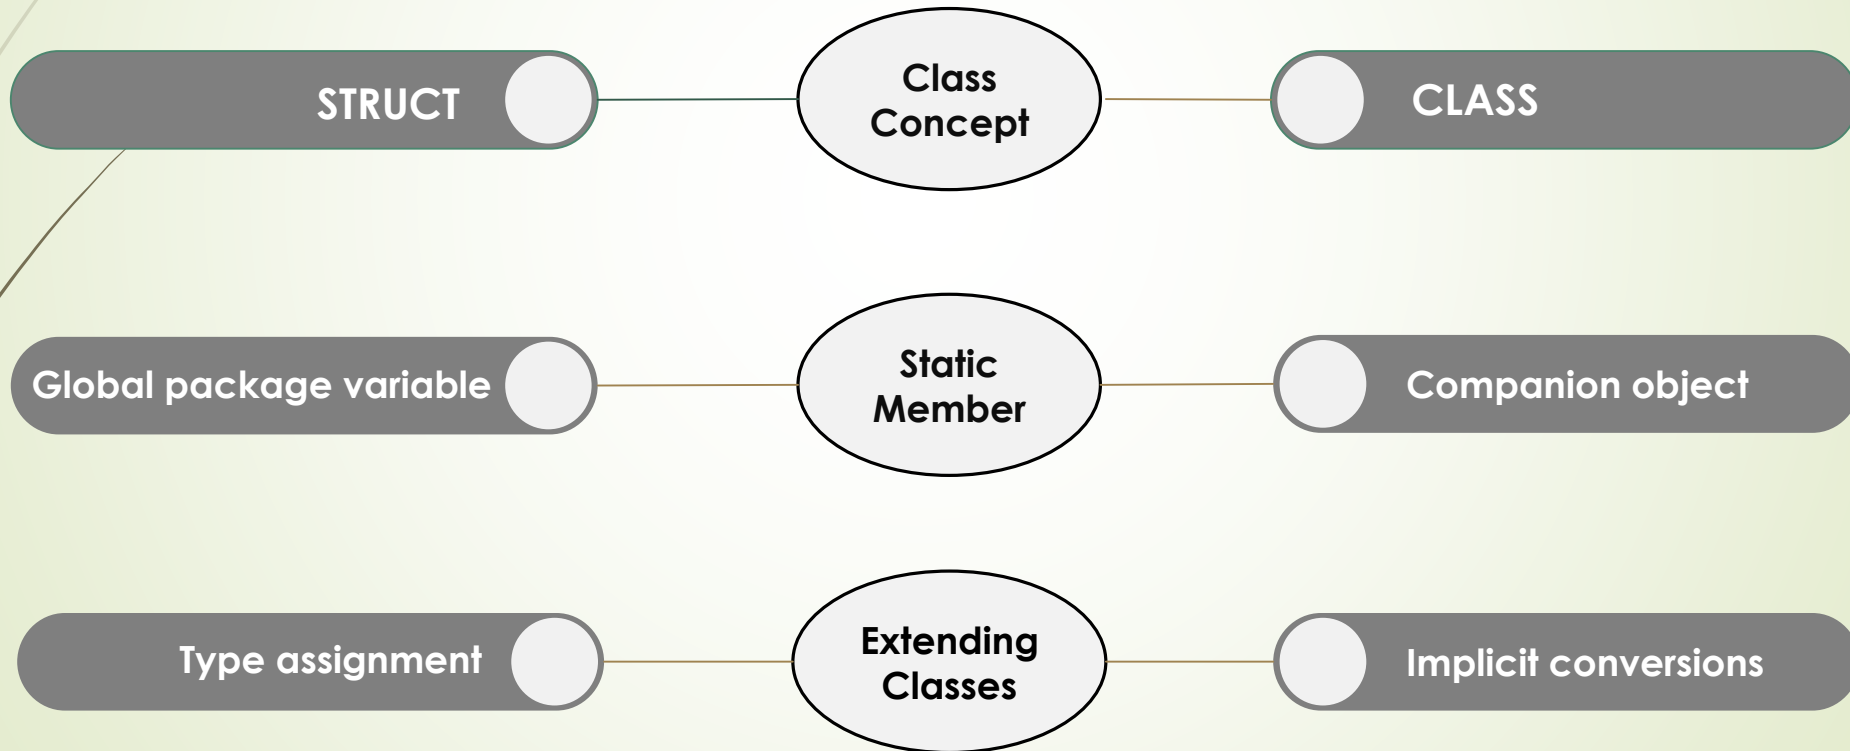 STRUCT
Class
Concept
CLASS
Global package variable
Static
Member
Companion object
Type assignment
Extending
Classes
Implicit conversions